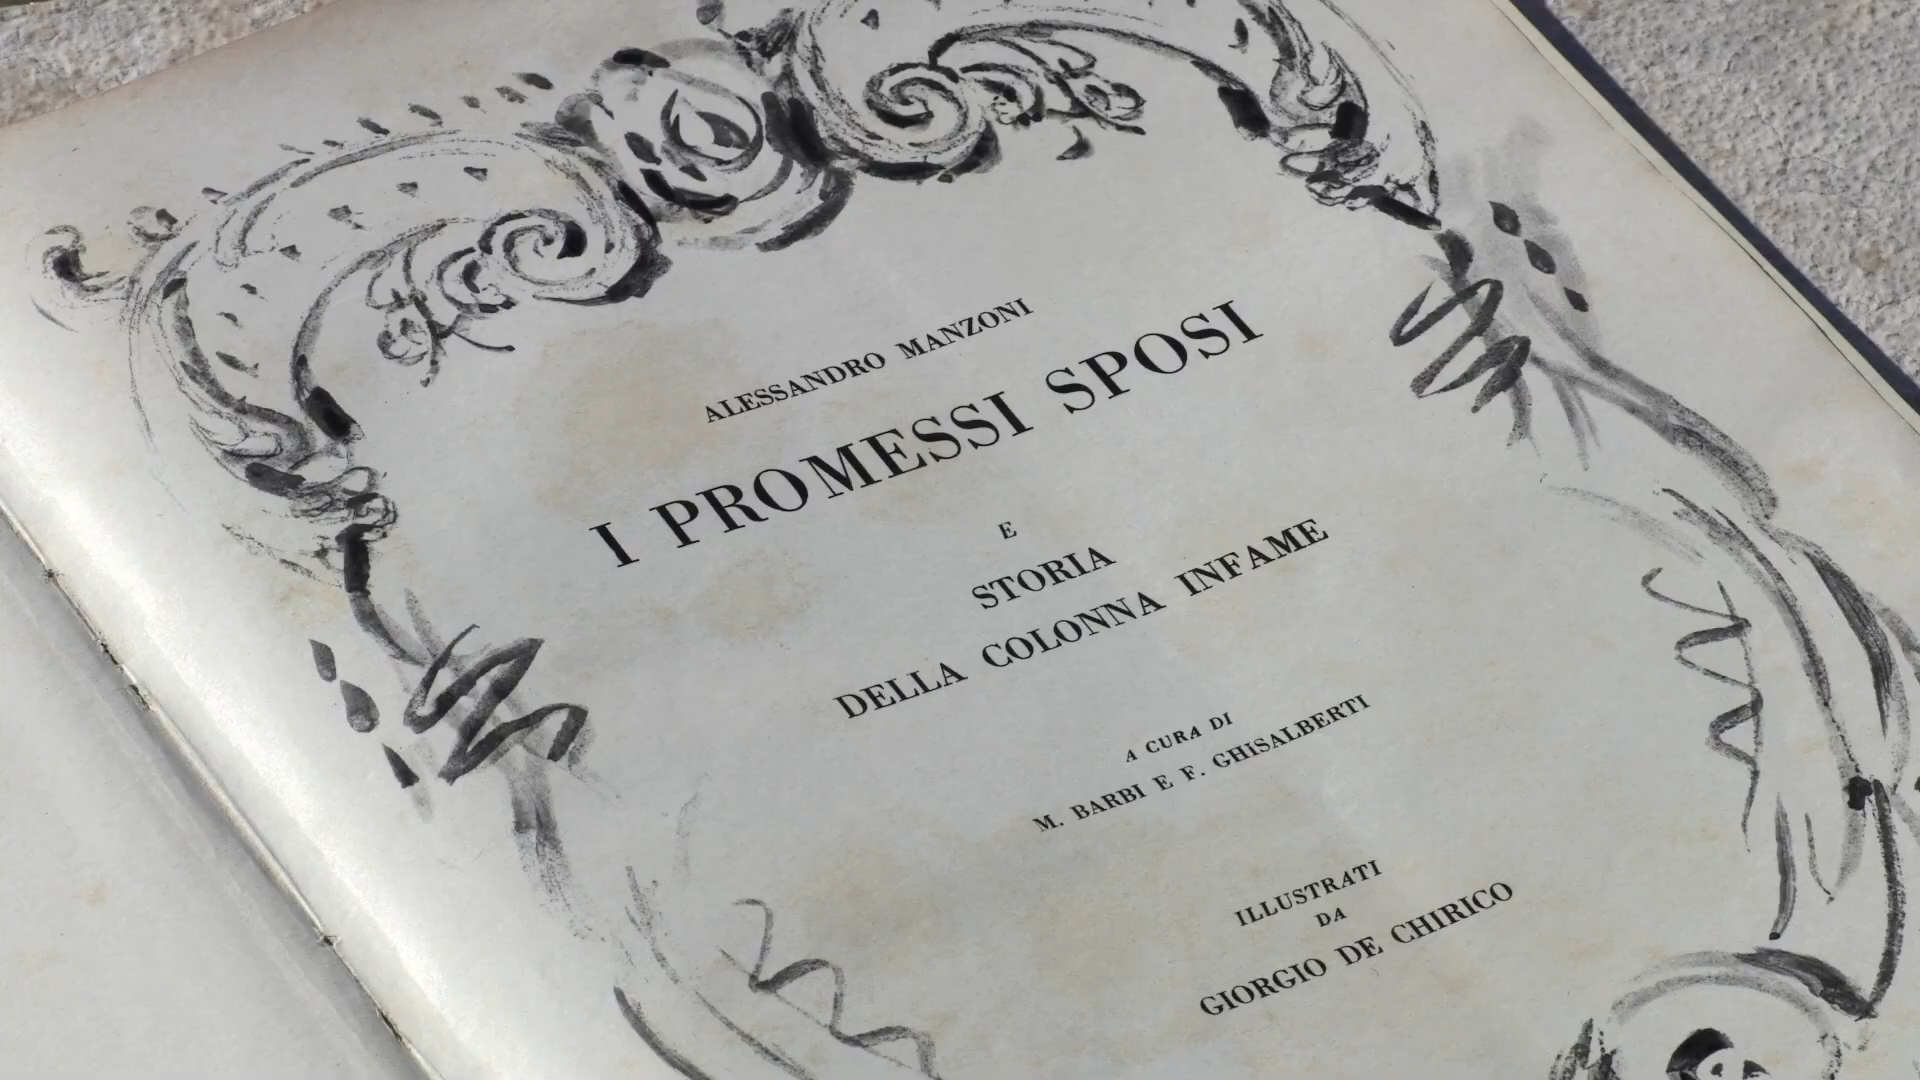 ALESSANDRO MANZONI
I PROMESSI SPOSI
E
STORIA
DELLA COLONNA INFAME
A CURA DI
M. BARBI E F. GHISALBERTI
ILLUSTRATI
DA
GIORGIO DE CHIRICO